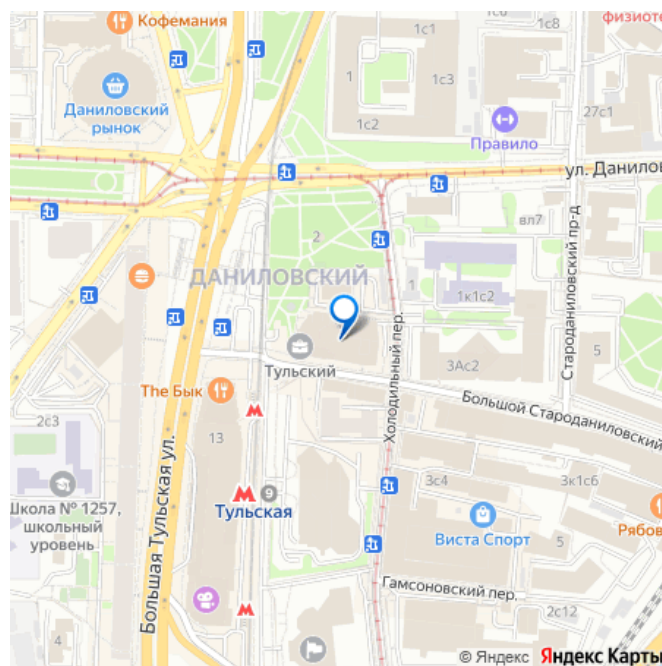 Кофемания
1с1
1с8
физиоте
1
1с3
27с1
Даниловский
рынок
1с2
Правило
ул. Данилов
вл7
2
ДАНИЛОВСКИЙ
1
1к1с2
Староданиловский пр-д
Холодильный пер.
5
3Ас2
Тульский
The Бык
Большой Староданиловский
2с3
13
Большая Тульская ул.
3с4
3к1с6
9
Тульская
Школа № 1257,
школьный
уровень
Виста Спорт
5
Рябов
Гамсоновский пер.
2с12
4
© Яндекс Яндекс Карты